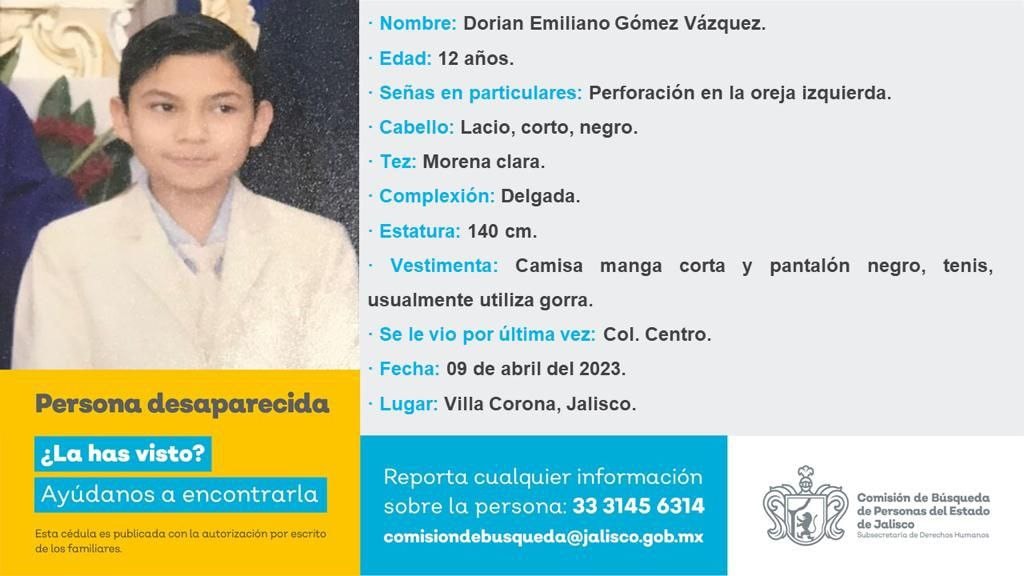 · Nombre: Dorian Emiliano Gómez Vázquez.
· Edad: 12 años.
· Señas en particulares: Perforación en la oreja izquierda.
· Cabello: Lacio, corto, negro.
· Tez: Morena clara.
· Complexión: Delgada.
· Estatura: 140 cm.
· Vestimenta: Camisa manga corta y pantalón negro, tenis,
usualmente utiliza gorra.
· Se le vio por última vez: Col. Centro.
· Fecha: 09 de abril del 2023.
· Lugar: Villa Corona, Jalisco.
Persona desaparecida
¿La has visto?
Ayúdanos a encontrarla
Esta cédula es publicada con la autorización por escrito
de los familiares.
Reporta cualquier información
sobre la persona: 33 3145 6314
comisiondebusqueda@jalisco.gob.mx
Comisión de Búsqueda
de Personas del Estado
de Jalisco
Subsecretaría de Derechos Humanos